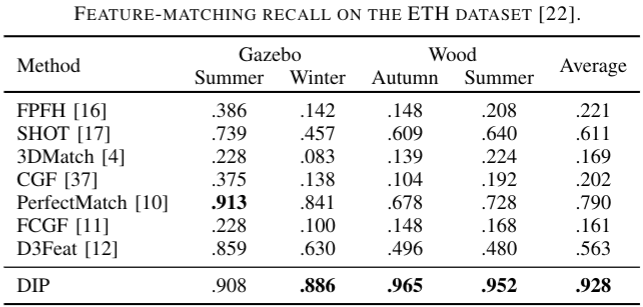 FEATURE-MATCHING RECALL ON THE ETH DATASET [22].
Method Gazebo Wood Average
Summer Winter Autumn Summer
FPFH [16] .386 .142 .148 .208 .221
SHOT [17] .739 .457 .609 .640 .611
3DMatch [4] .228 .083 .139 .224 .169
CGF [37] .375 .138 .104 .192 .202
PerfectMatch [10] .913 .841 .678 .728 .790
FCGF [11] .228 .100 .148 .168 .161
D3Feat [12] .859 .630 .496 .480 .563
DIP .908 .886 .965 .952 .928